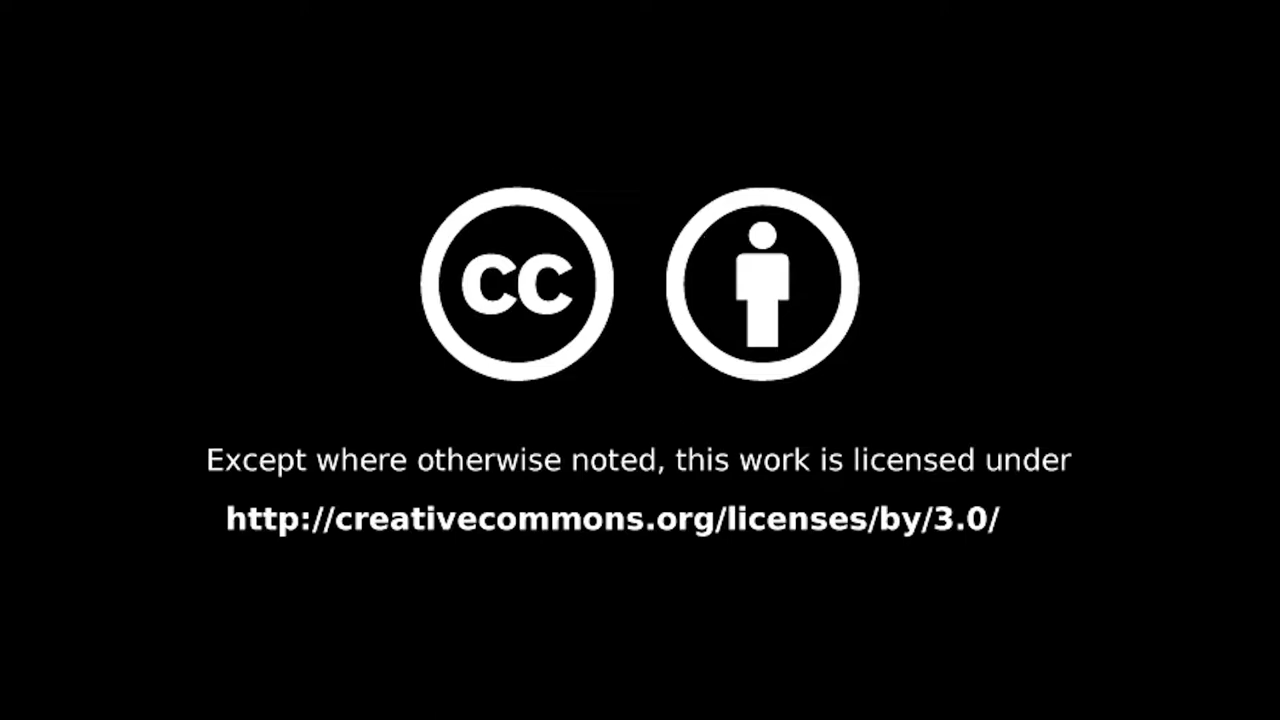 cc
Except where otherwise noted, this work is licensed under
http://creativecommons.org/licenses/by/3.0/